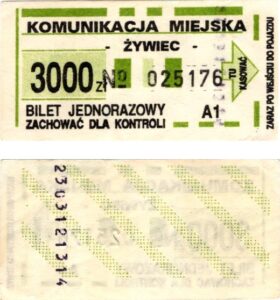 KOMUNIKACJA MIEJSKA
- ŻYWIEC -
3000 zł № 025176
TU KASOWAĆ
ZARAZ PO WEJŚCIU DO POJAZDU
BILET JEDNORAZOWY A1
ZACHOWAĆ DLA KONTROLI
2303121314